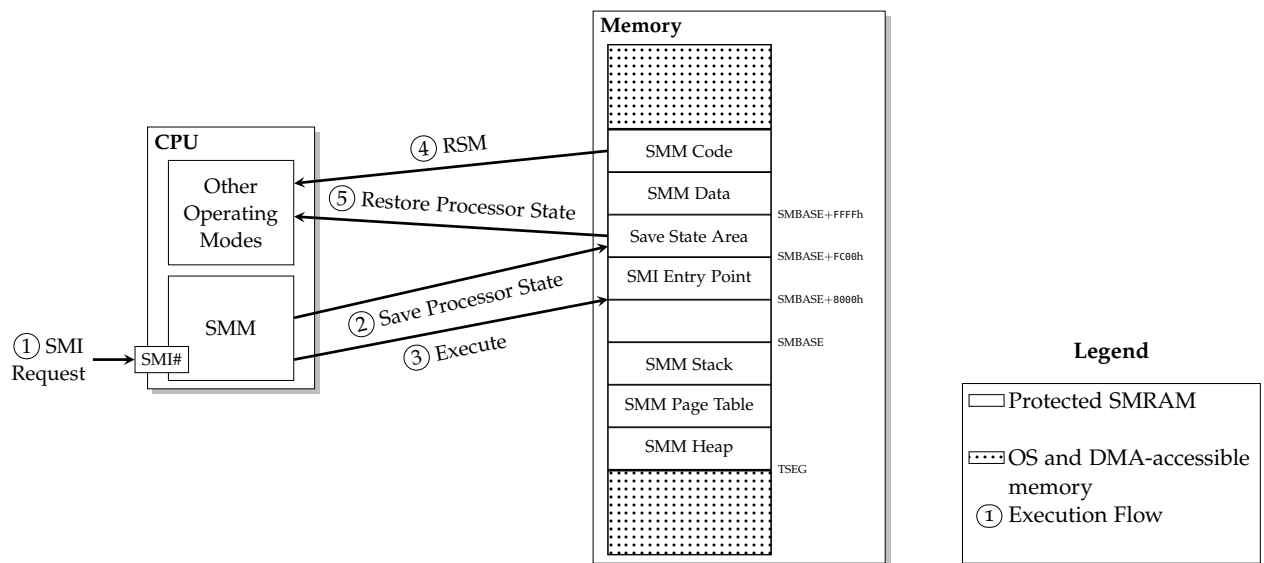 Memory
CPU
Other
Operating
Modes
SMM
SMI#
① SMI
Request
④ RSM
⑤ Restore Processor State
② Save Processor State
③ Execute
SMM Code
SMM Data
SMBASE+FFFFh
Save State Area
SMBASE+FC00h
SMI Entry Point
SMBASE+8000h
SMBASE
SMM Stack
SMM Page Table
SMM Heap
TSEG
Legend
Protected SMRAM
OS and DMA-accessible
memory
① Execution Flow